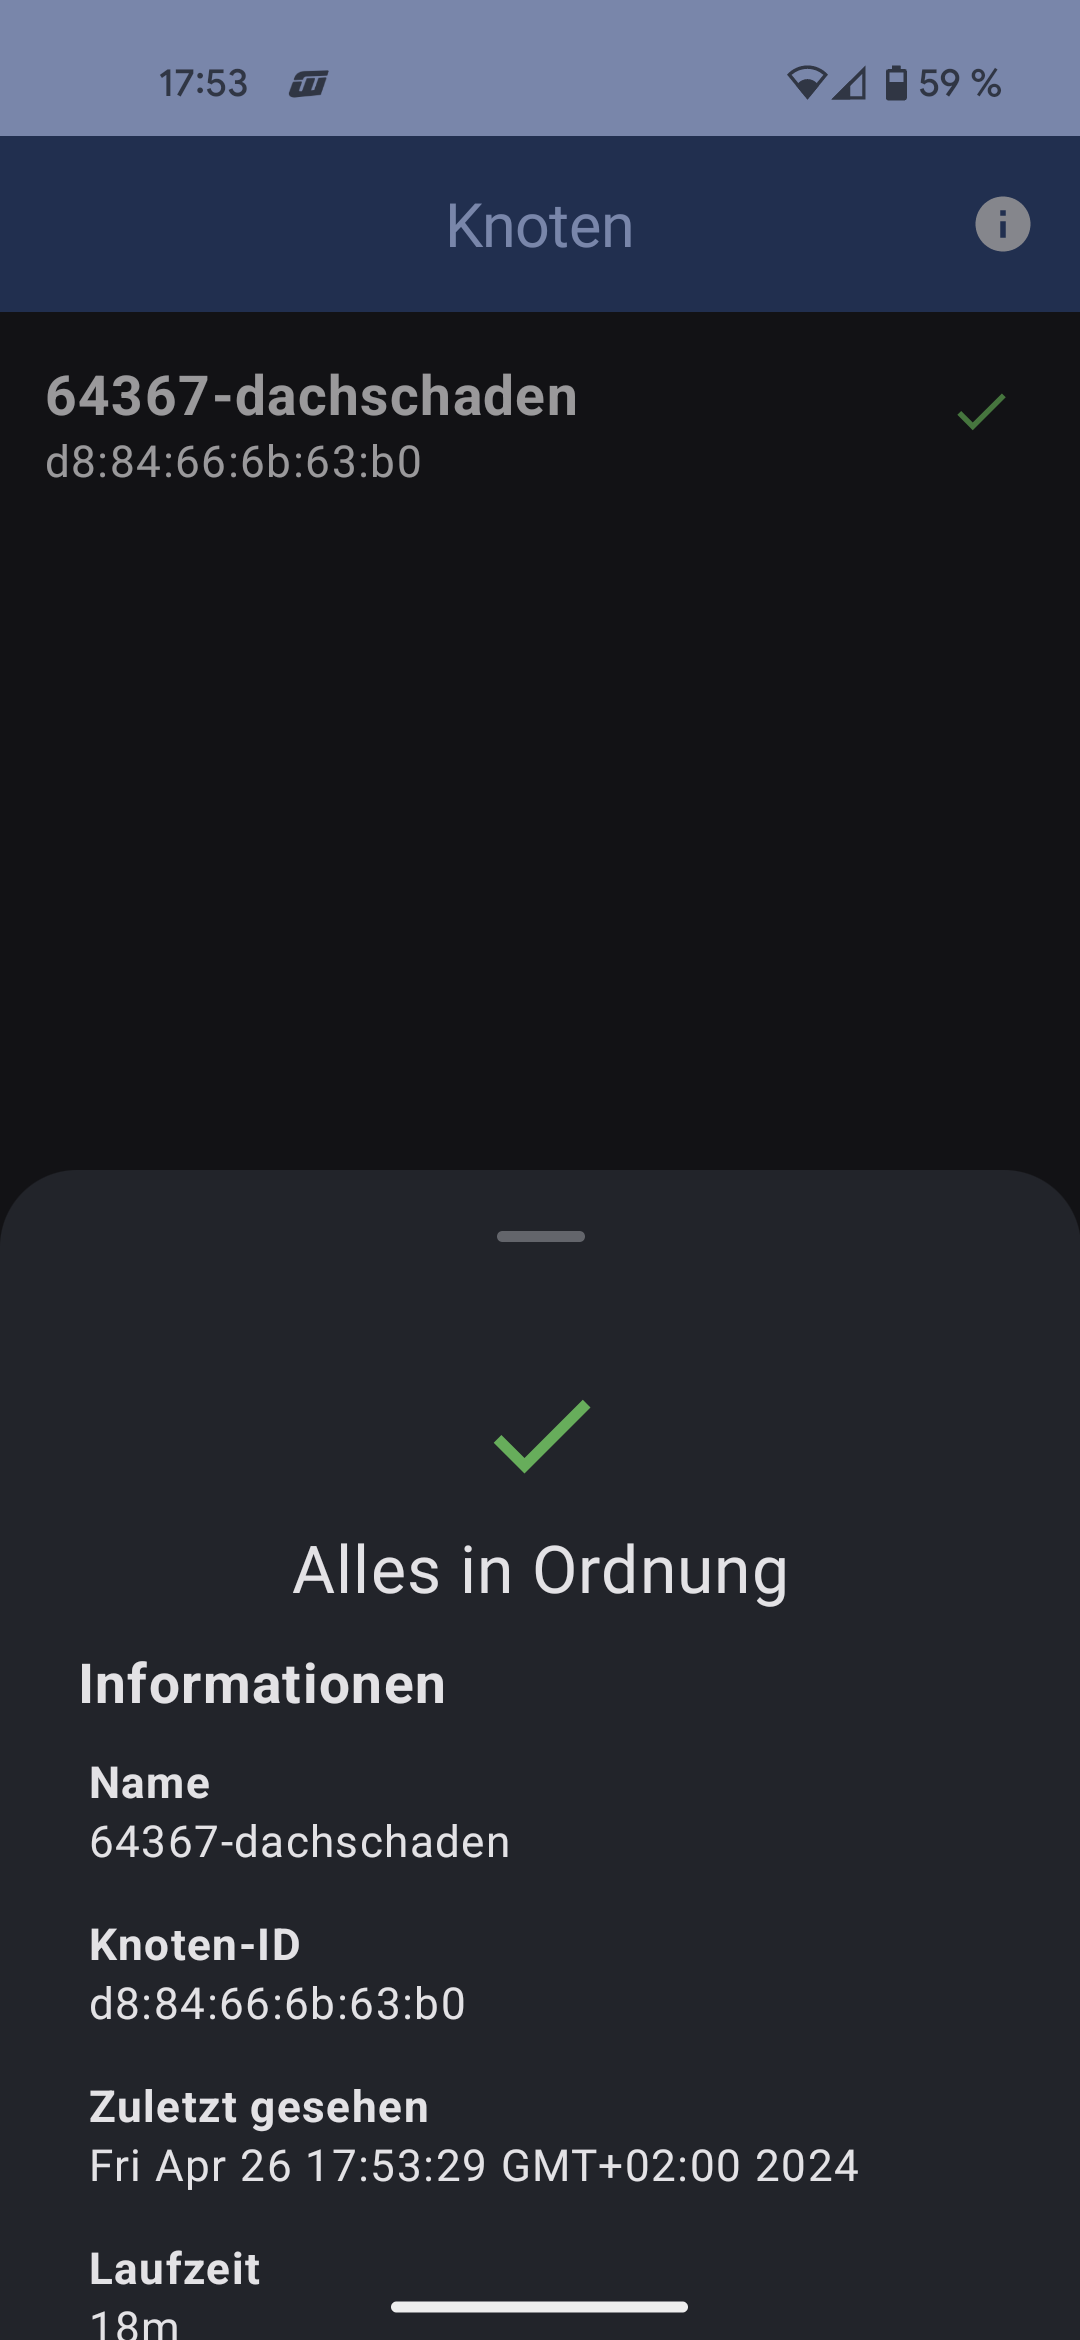 17:53
59 %
Knoten
64367-dachschaden
d8:84:66:6b:63:b0
Alles in Ordnung
Informationen
Name
64367-dachschaden
Knoten-ID
d8:84:66:6b:63:b0
Zuletzt gesehen
Fri Apr 26 17:53:29 GMT+02:00 2024
Laufzeit
18m